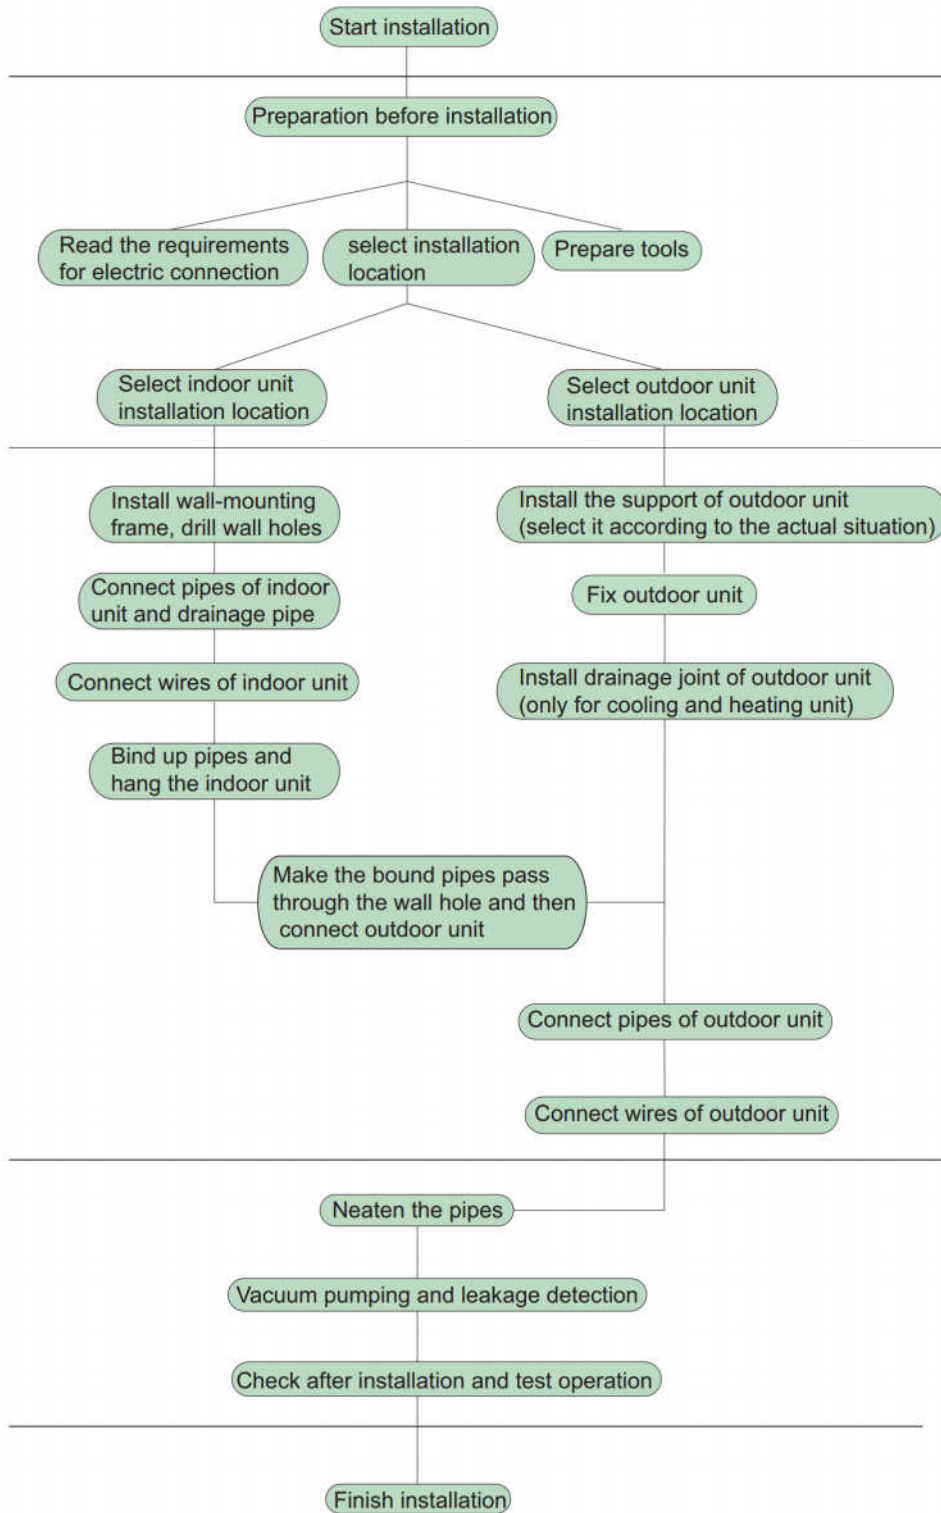 Start installation
Preparation before installation
Read the requirements
for electric connection
select installation
location
Prepare tools
Select indoor unit
installation location
Select outdoor unit
installation location
Install wall-mounting
frame, drill wall holes
Install the support of outdoor unit
(select it according to the actual situation)
Connect pipes of indoor
unit and drainage pipe
Fix outdoor unit
Connect wires of indoor unit
Install drainage joint of outdoor unit
(only for cooling and heating unit)
Bind up pipes and
hang the indoor unit
Make the bound pipes pass
through the wall hole and then
connect outdoor unit
Connect pipes of outdoor unit
Connect wires of outdoor unit
Neaten the pipes
Vacuum pumping and leakage detection
Check after installation and test operation
Finish installation